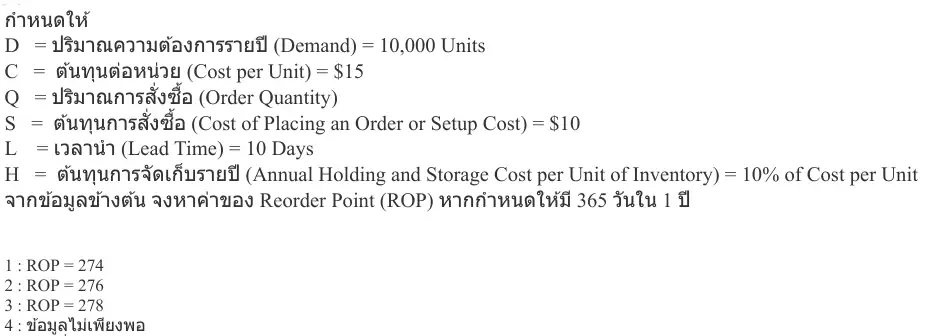 กำหนดให้
D = ปริมาณความต้องการรายปี (Demand) = 10,000 Units
C = ต้นทุนต่อหน่วย (Cost per Unit) = $15
Q = ปริมาณการสั่งซื้อ (Order Quantity)
S = ต้นทุนการสั่งซื้อ (Cost of Placing an Order or Setup Cost) = $10
L = เวลานำ (Lead Time) = 10 Days
H = ต้นทุนการจัดเก็บรายปี (Annual Holding and Storage Cost per Unit of Inventory) = 10% of Cost per Unit
จากข้อมูลข้างต้น จงหาค่าของ Reorder Point (ROP) หากกำหนดให้มี 365 วันใน 1 ปี
1 : ROP = 274
2 : ROP = 276
3 : ROP = 278
4 : ข้อมูลไม่เพียงพอ